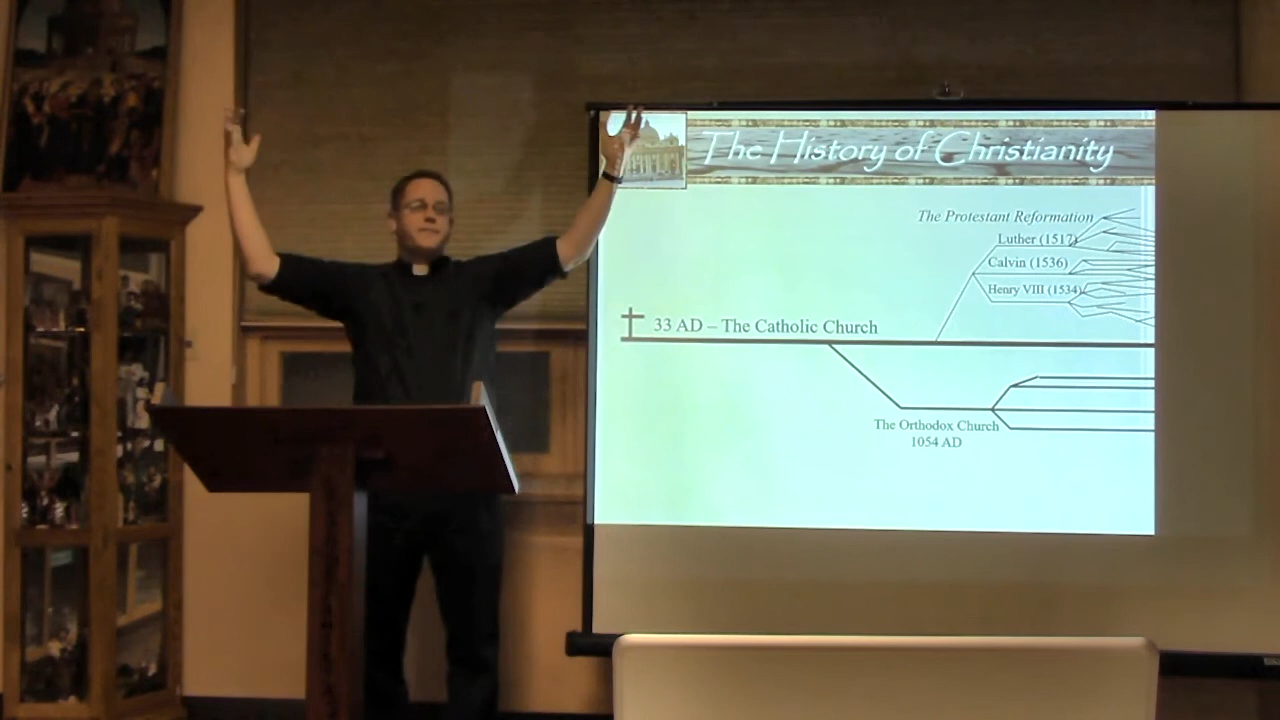 The History of Christianity
The Protestant Reformation
Luther (1517)
Calvin (1536)
Henry VIII (1534)
33 AD – The Catholic Church
The Orthodox Church
1054 AD